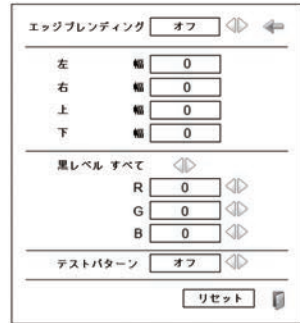 エッジブレンディング オフ
左 幅 0
右 幅 0
上 幅 0
下 幅 0
黒レベル すべて
R 0
G 0
B 0
テストパターン オフ
リセット